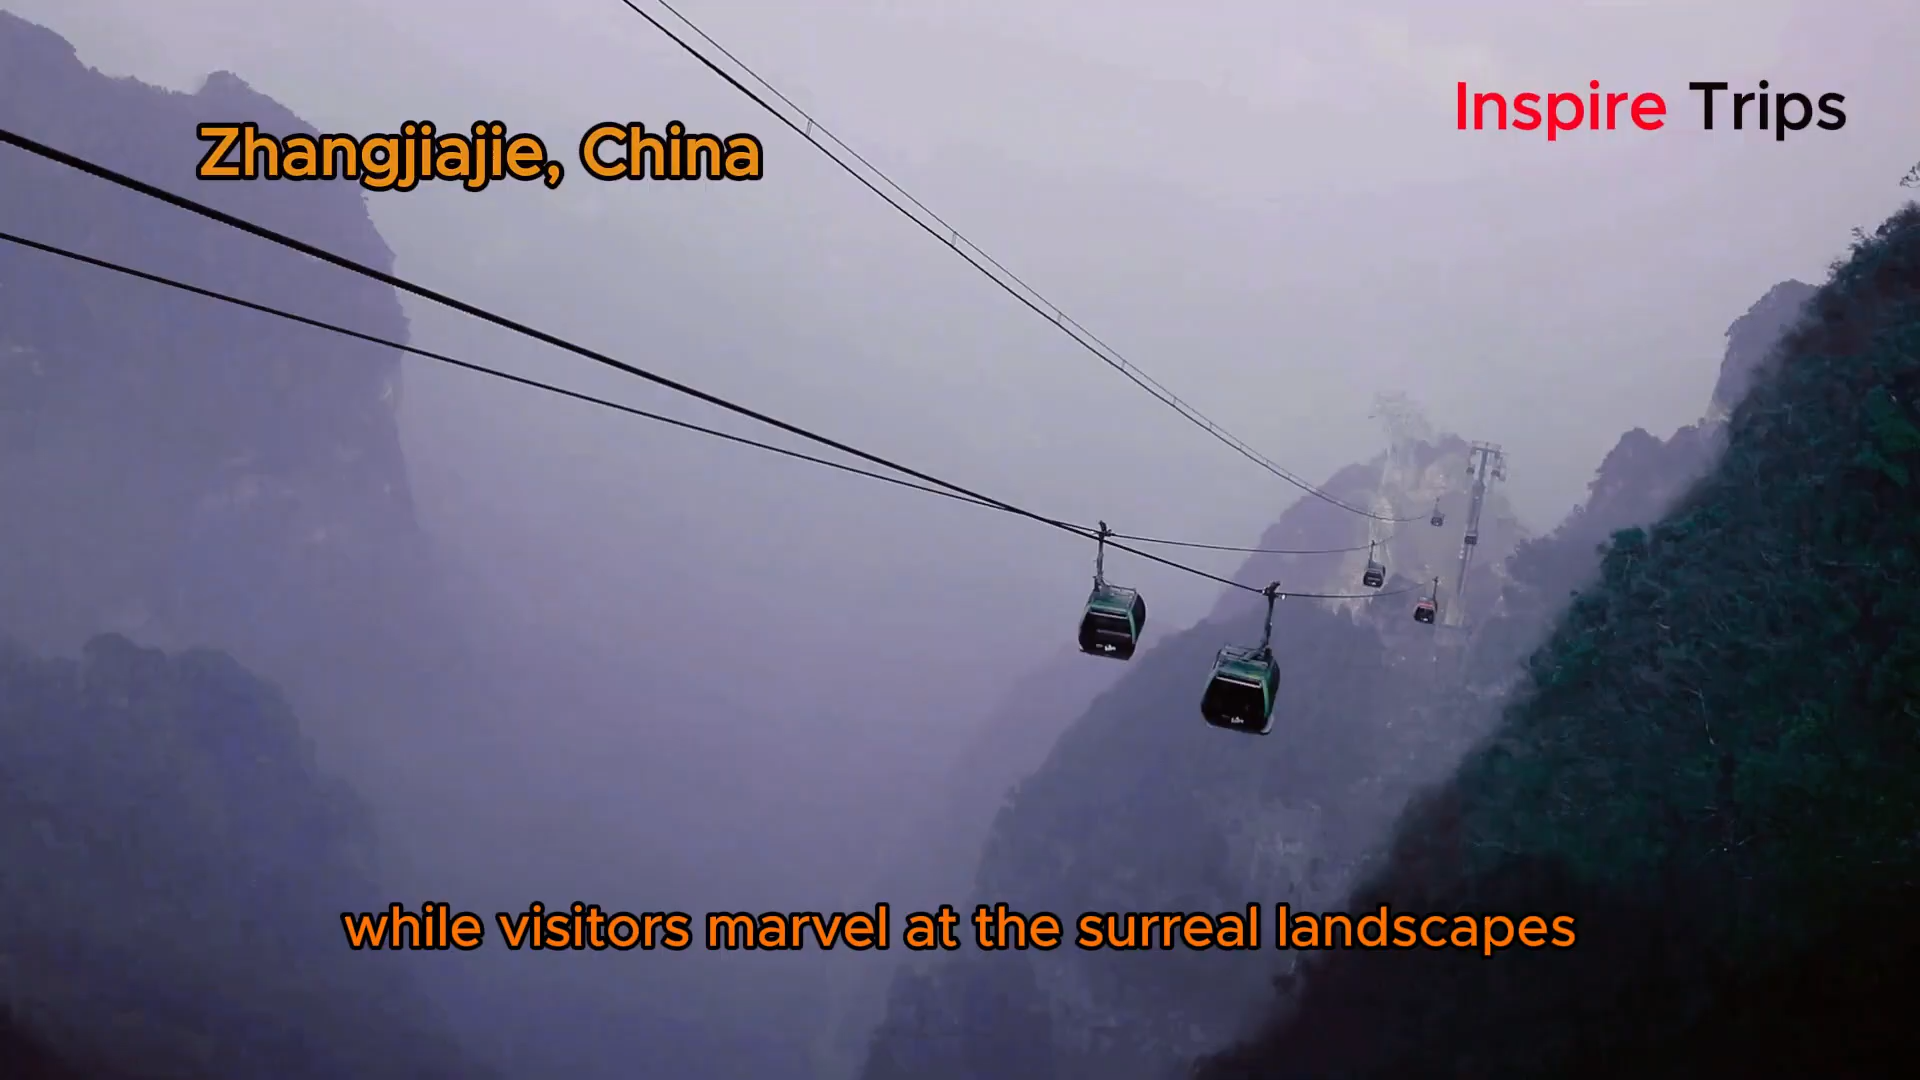 Inspire Trips
Zhangjiajie, China
while visitors marvel at the surreal landscapes